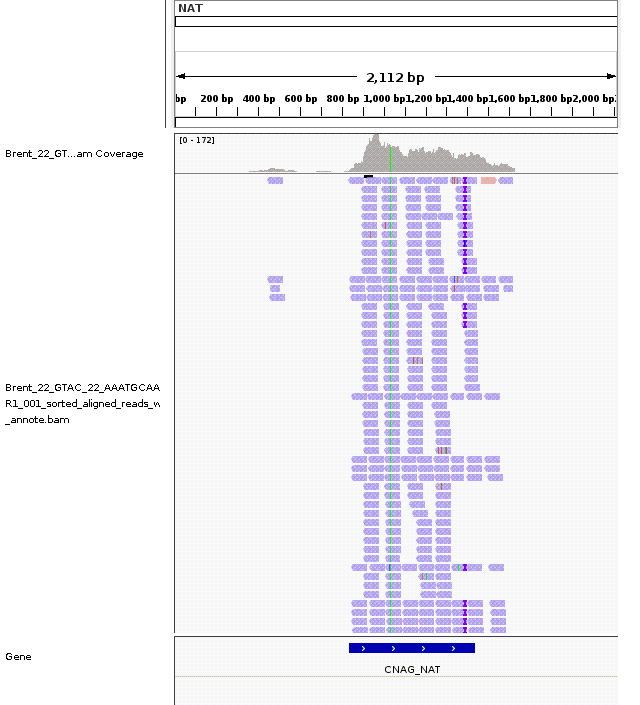 NAT
2,112 bp
bp 200 bp 400 bp 600 bp 800 bp 1,000 bp 1,200 bp 1,400 bp 1,600 bp 1,800 bp 2,000 bp 2
Brent_22_GT...am Coverage
[0 - 172]
Brent_22_GTAC_22_AAATGCAA
R1_001_sorted_aligned_reads_w
_annote.bam
Gene
CNAG_NAT